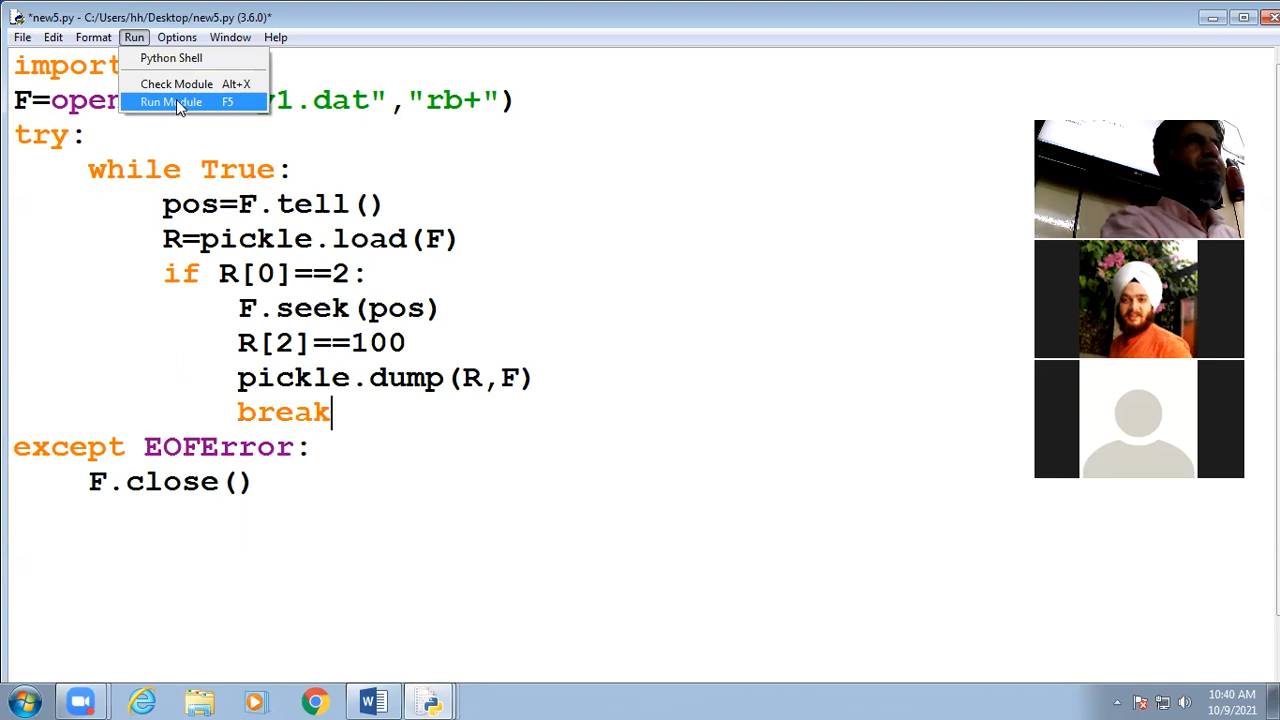 *new5.py - C:/Users/hh/Desktop/new5.py (3.6.0)*
File Edit Format Run Options Window Help
Python Shell
Check Module Alt+X
Run Module F5
import
F=open y1.dat","rb+")
try:
while True:
pos=F.tell()
R=pickle.load(F)
if R[0]==2:
F.seek(pos)
R[2]==100
pickle.dump(R,F)
break
except EOFError:
F.close()
10:40 AM
10/9/2021